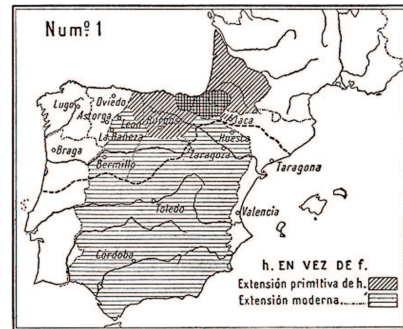 Numº 1
Oviedo
Lugo
Astorga
León
La Bañeza
Burgos
Jaca
Huesca
Braga
Bermillo
Zaragoza
Tarragona
Toledo
Valencia
Córdoba
h. EN VEZ DE f.
Extensión primitiva de h.
Extensión moderna